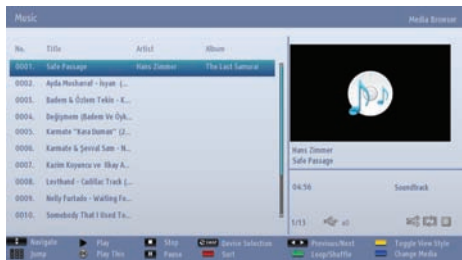 Music Media Browser
No. Title Artist Album
0001. Safe Passage Hans Zimmer The Last Samurai
0002. Ayda Mosharraf - Isyan (...
0003. Badem & Özlem Tekin - K...
0004. Değişmem (Badem Ve Öyk...
0005. Karmate "Kara Duman" (2...
0006. Karmate & Şevval Sam - N...
0007. Kazim Koyuncu ve Ilkay A...
0008. Levthand - Cadillac Track (...
0009. Nelly Furtado - Waiting Fo...
0010. Somebody That I Used To...
Hans Zimmer
Safe Passage
04:56 Soundtrack
1/13 all
Navigate Play Stop Device Selection Previous/Next Toggle View Style
Jump Play This Pause Sort Loop/Shuffle Change Media